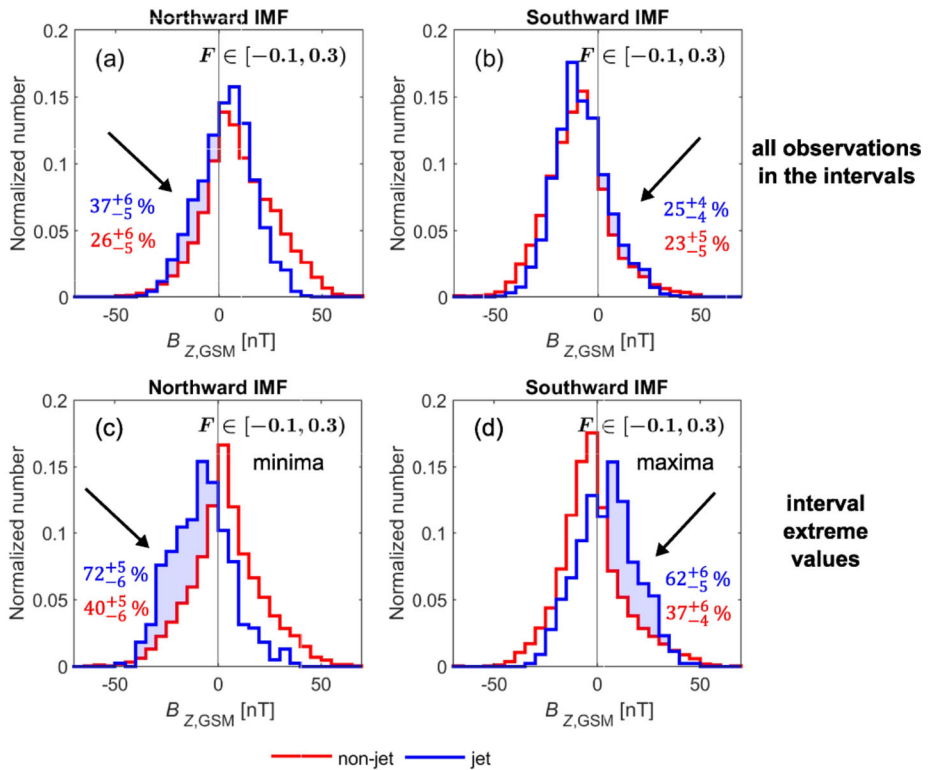 Northward IMF
Southward IMF
(a) F ∈ [−0.1, 0.3)
(b) F ∈ [−0.1, 0.3)
Normalized number
0.2
0.15
0.1
0.05
0
37+6−5 %
26+6−5 %
-50 0 50
B Z,GSM [nT]
Normalized number
0.2
0.15
0.1
0.05
0
25+4−4 %
23+5−5 %
-50 0 50
B Z,GSM [nT]
all observations
in the intervals
Northward IMF
Southward IMF
(c) F ∈ [−0.1, 0.3)
minima
(d) F ∈ [−0.1, 0.3)
maxima
Normalized number
0.2
0.15
0.1
0.05
0
72+5−6 %
40+5−6 %
-50 0 50
B Z,GSM [nT]
Normalized number
0.2
0.15
0.1
0.05
0
62+6−5 %
37+6−4 %
-50 0 50
B Z,GSM [nT]
interval
extreme
values
non-jet jet